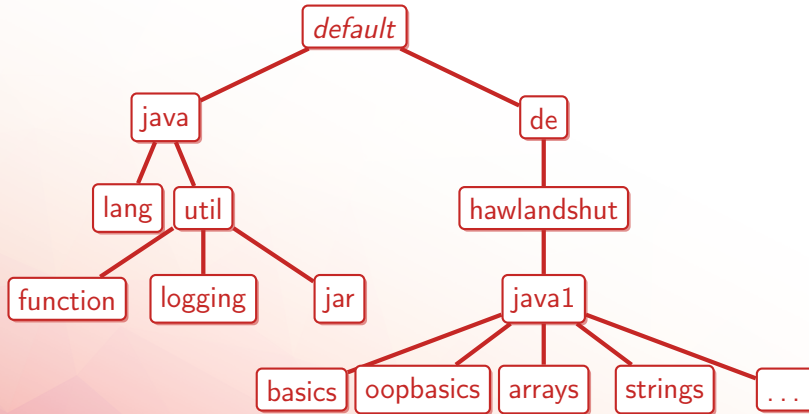 default
java
de
lang
util
hawlandshut
function
logging
jar
java1
basics
oopbasics
arrays
strings
...